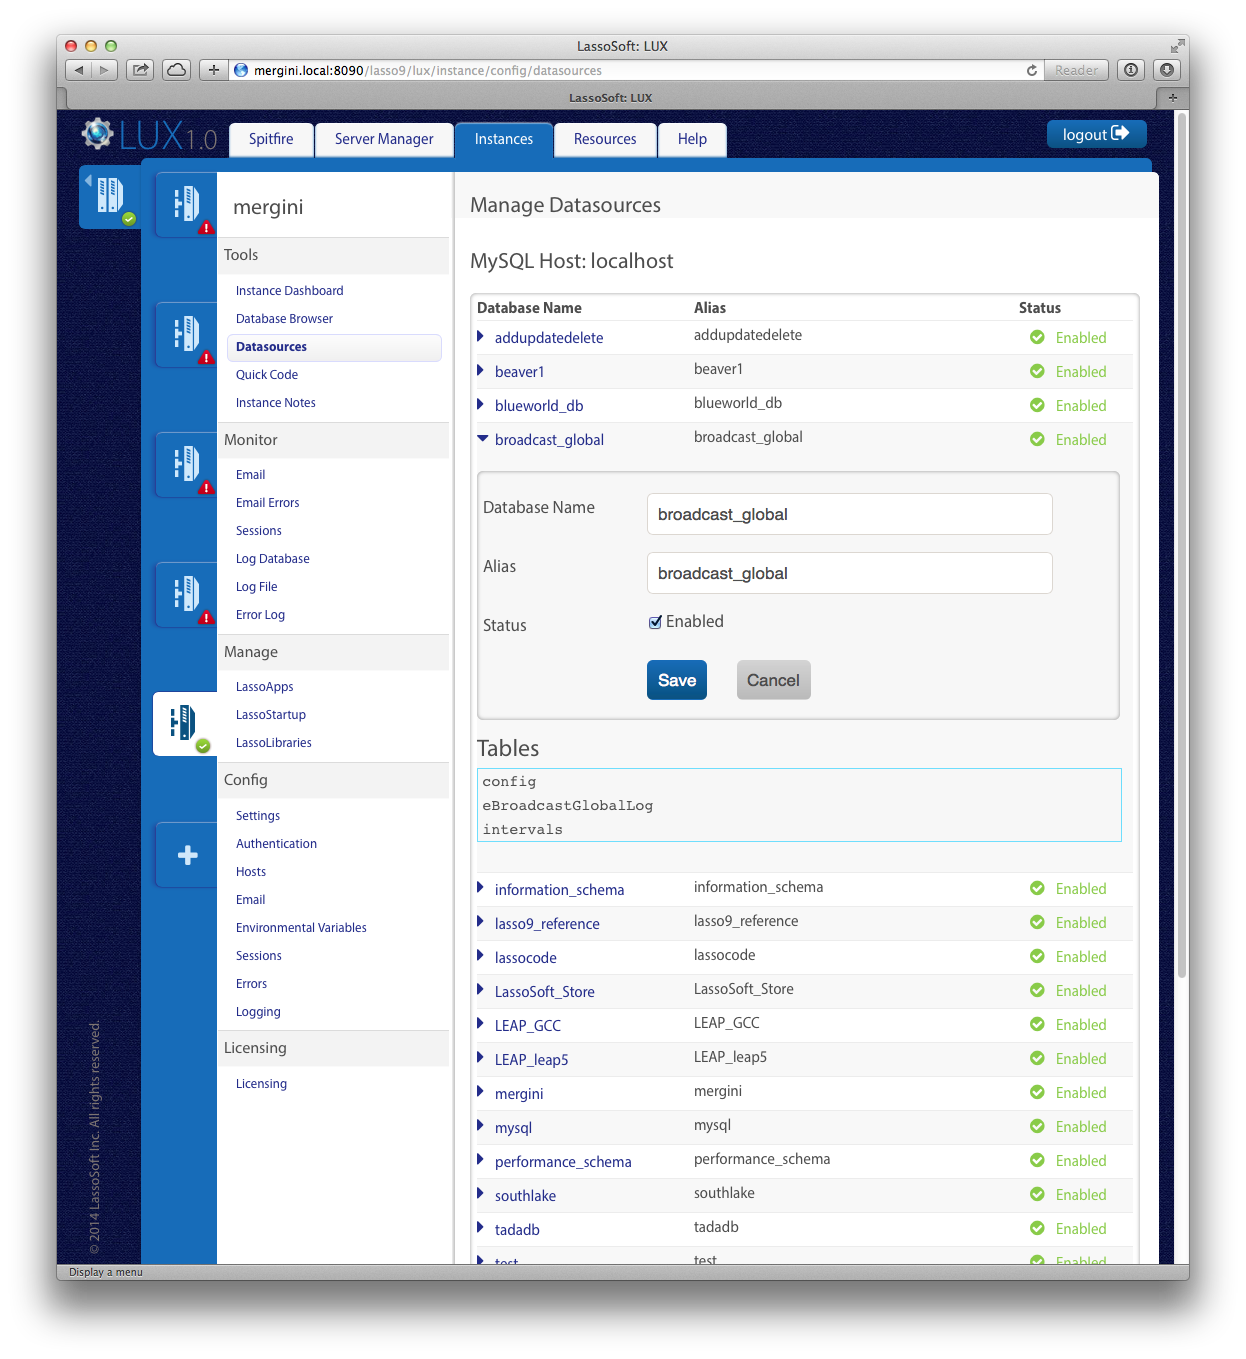 LassoSoft: LUX
mergini.local:8090/lasso9/lux/instance/config/datasources
Reader
LassoSoft: LUX
LUX1.0
Spitfire
Server Manager
Instances
Resources
Help
logout
mergini
Tools
Instance Dashboard
Database Browser
Datasources
Quick Code
Instance Notes
Monitor
Email
Email Errors
Sessions
Log Database
Log File
Error Log
Manage
LassoApps
LassoStartup
LassoLibraries
Config
Settings
Authentication
Hosts
Email
Environmental Variables
Sessions
Errors
Logging
Licensing
Licensing
© 2014 LassoSoft Inc. All rights reserved.
Manage Datasources
MySQL Host: localhost
Database Name Alias Status
addupdatedelete addupdatedelete Enabled
beaver1 beaver1 Enabled
blueworld_db blueworld_db Enabled
broadcast_global broadcast_global Enabled
Database Name broadcast_global
Alias broadcast_global
Status Enabled
Save Cancel
Tables
config
eBroadcastGlobalLog
intervals
information_schema information_schema Enabled
lasso9_reference lasso9_reference Enabled
lassocode lassocode Enabled
LassoSoft_Store LassoSoft_Store Enabled
LEAP_GCC LEAP_GCC Enabled
LEAP_leap5 LEAP_leap5 Enabled
mergini mergini Enabled
mysql mysql Enabled
performance_schema performance_schema Enabled
southlake southlake Enabled
tadadb tadadb Enabled
test test Enabled
Display a menu